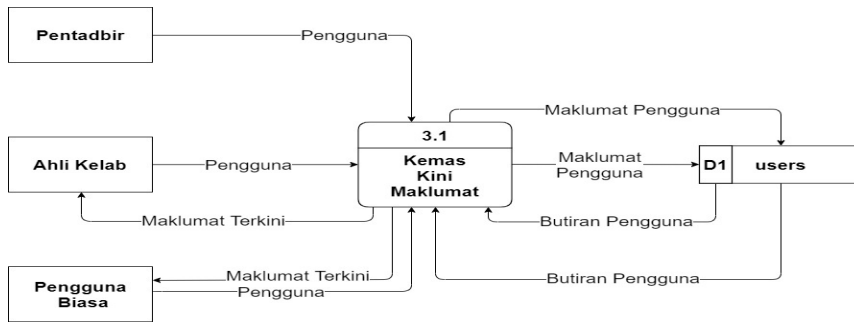 Pentadbir
Pengguna
Maklumat Pengguna
3.1
Ahli Kelab
Pengguna
Kemas
Kini
Maklumat
Maklumat
Pengguna
D1
users
Maklumat Terkini
Butiran Pengguna
Maklumat Terkini
Butiran Pengguna
Pengguna
Pengguna
Biasa